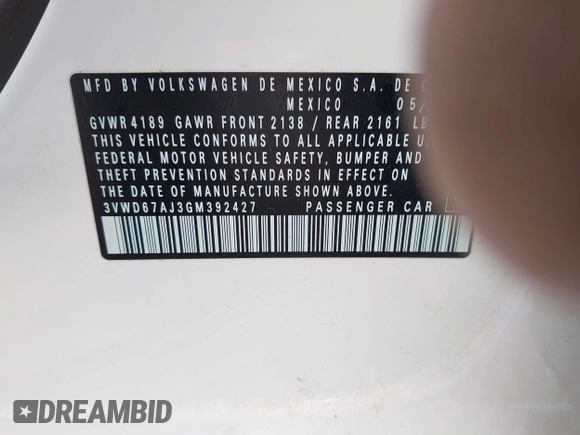 MFD BY VOLKSWAGEN DE MEXICO S.A. DE
MEXICO 05/
GVWR 4189 GAWR FRONT 2138 / REAR 2161 LB
THIS VEHICLE CONFORMS TO ALL APPLICABLE U.
FEDERAL MOTOR VEHICLE SAFETY, BUMPER AND
THEFT PREVENTION STANDARDS IN EFFECT ON
THE DATE OF MANUFACTURE SHOWN ABOVE.
3VWD67AJ3GM392427 PASSENGER CAR
DREAMBID